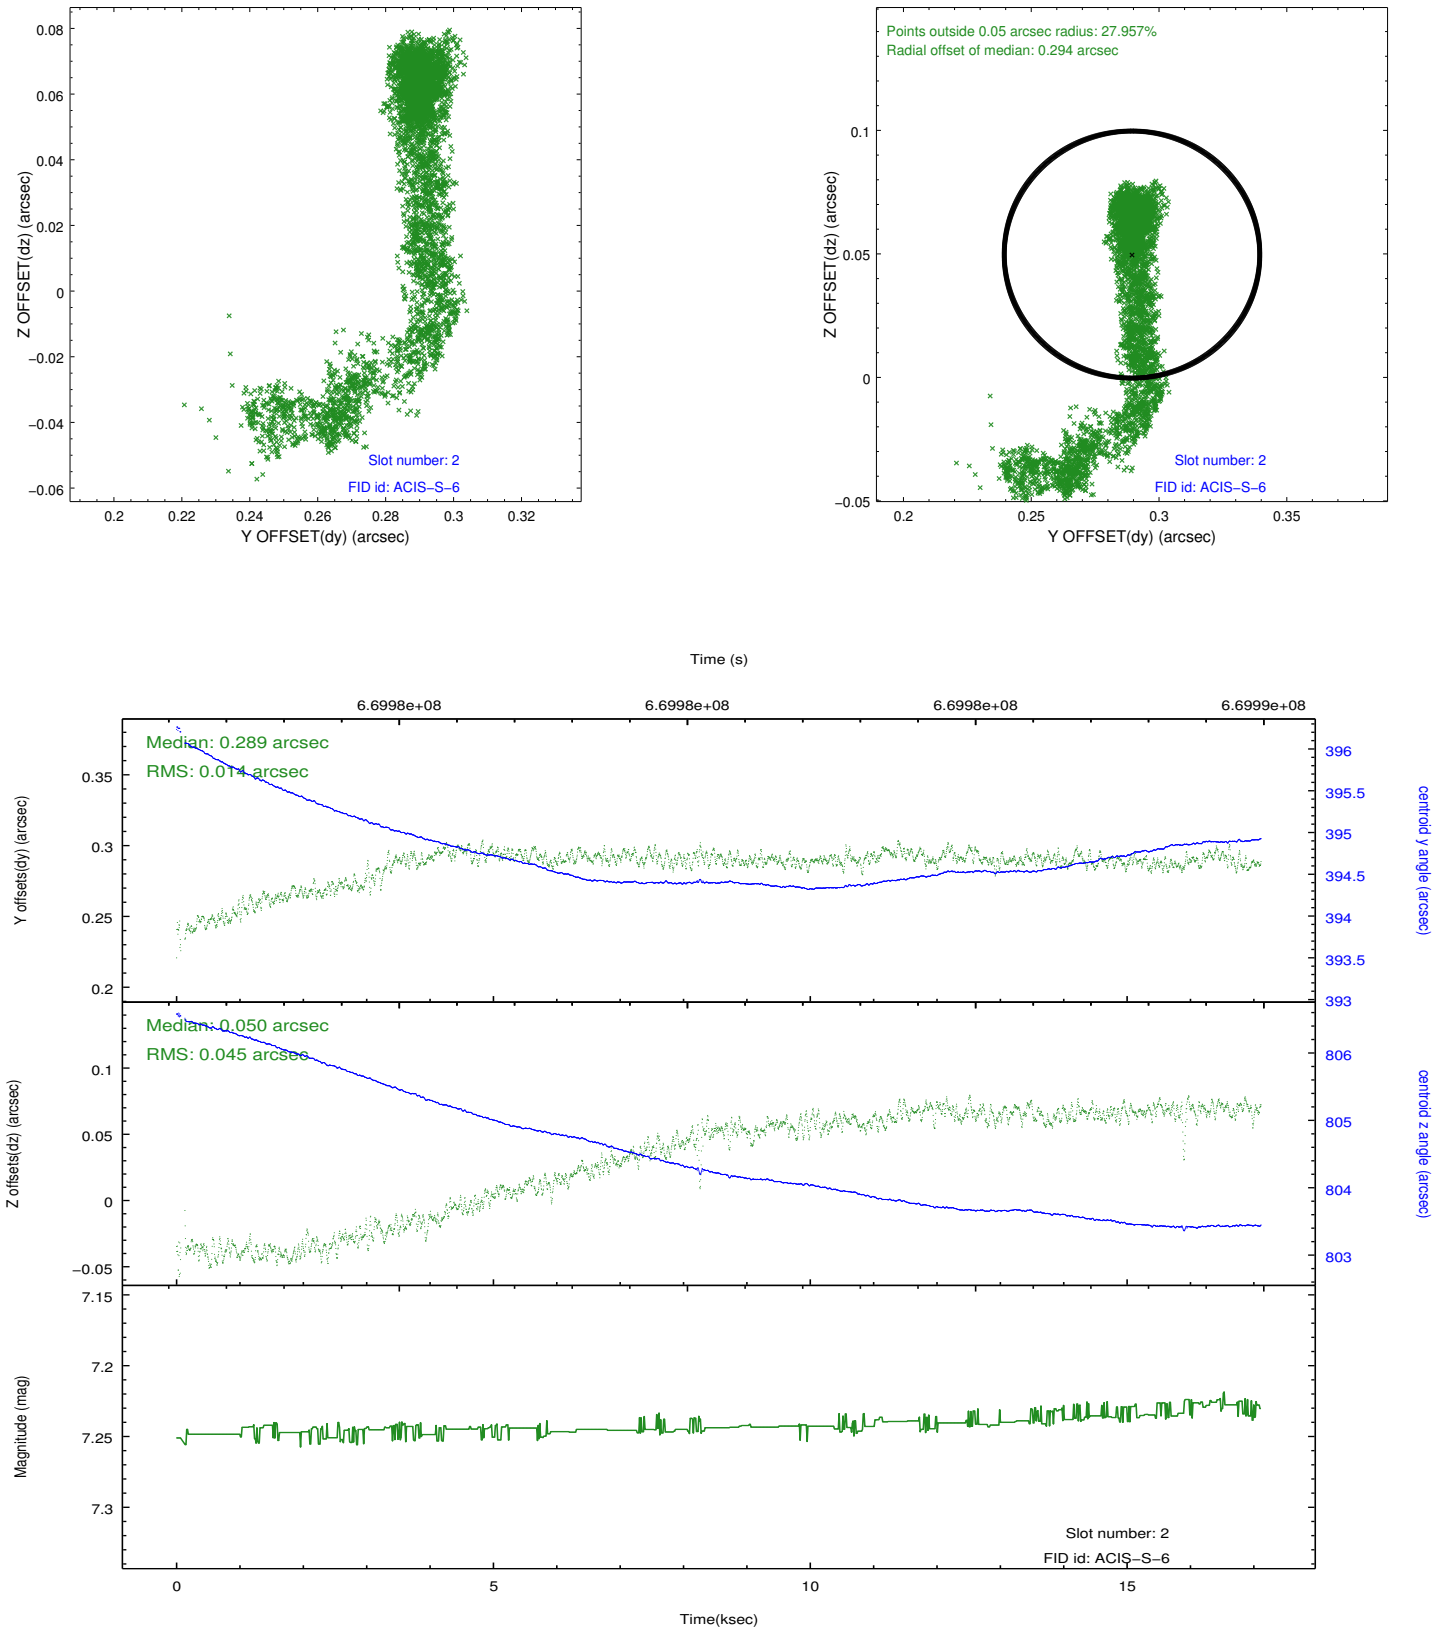 0.08
0.06
0.04
0.02
0
−0.02
−0.04
−0.06
Z OFFSET(dz) (arcsec)
Slot number: 2
FID id: ACIS−S−6
0.2 0.22 0.24 0.26 0.28 0.3 0.32
Y OFFSET(dy) (arcsec)
Points outside 0.05 arcsec radius: 27.957%
Radial offset of median: 0.294 arcsec
0.1
0.05
0
−0.05
Z OFFSET(dz) (arcsec)
Slot number: 2
FID id: ACIS−S−6
0.2 0.25 0.3 0.35
Y OFFSET(dy) (arcsec)
Time (s)
6.6998e+08 6.6998e+08 6.6998e+08 6.6999e+08
Median: 0.289 arcsec
RMS: 0.014 arcsec
0.35
0.3
0.25
0.2
Y offsets(dy) (arcsec)
396
395.5
395
394.5
394
393.5
393
centroid y angle (arcsec)
Median: 0.050 arcsec
RMS: 0.045 arcsec
0.1
0.05
0
−0.05
Z offsets(dz) (arcsec)
806
805
804
803
centroid z angle (arcsec)
7.15
7.2
7.25
7.3
Magnitude (mag)
Slot number: 2
FID id: ACIS−S−6
0 5 10 15
Time(ksec)